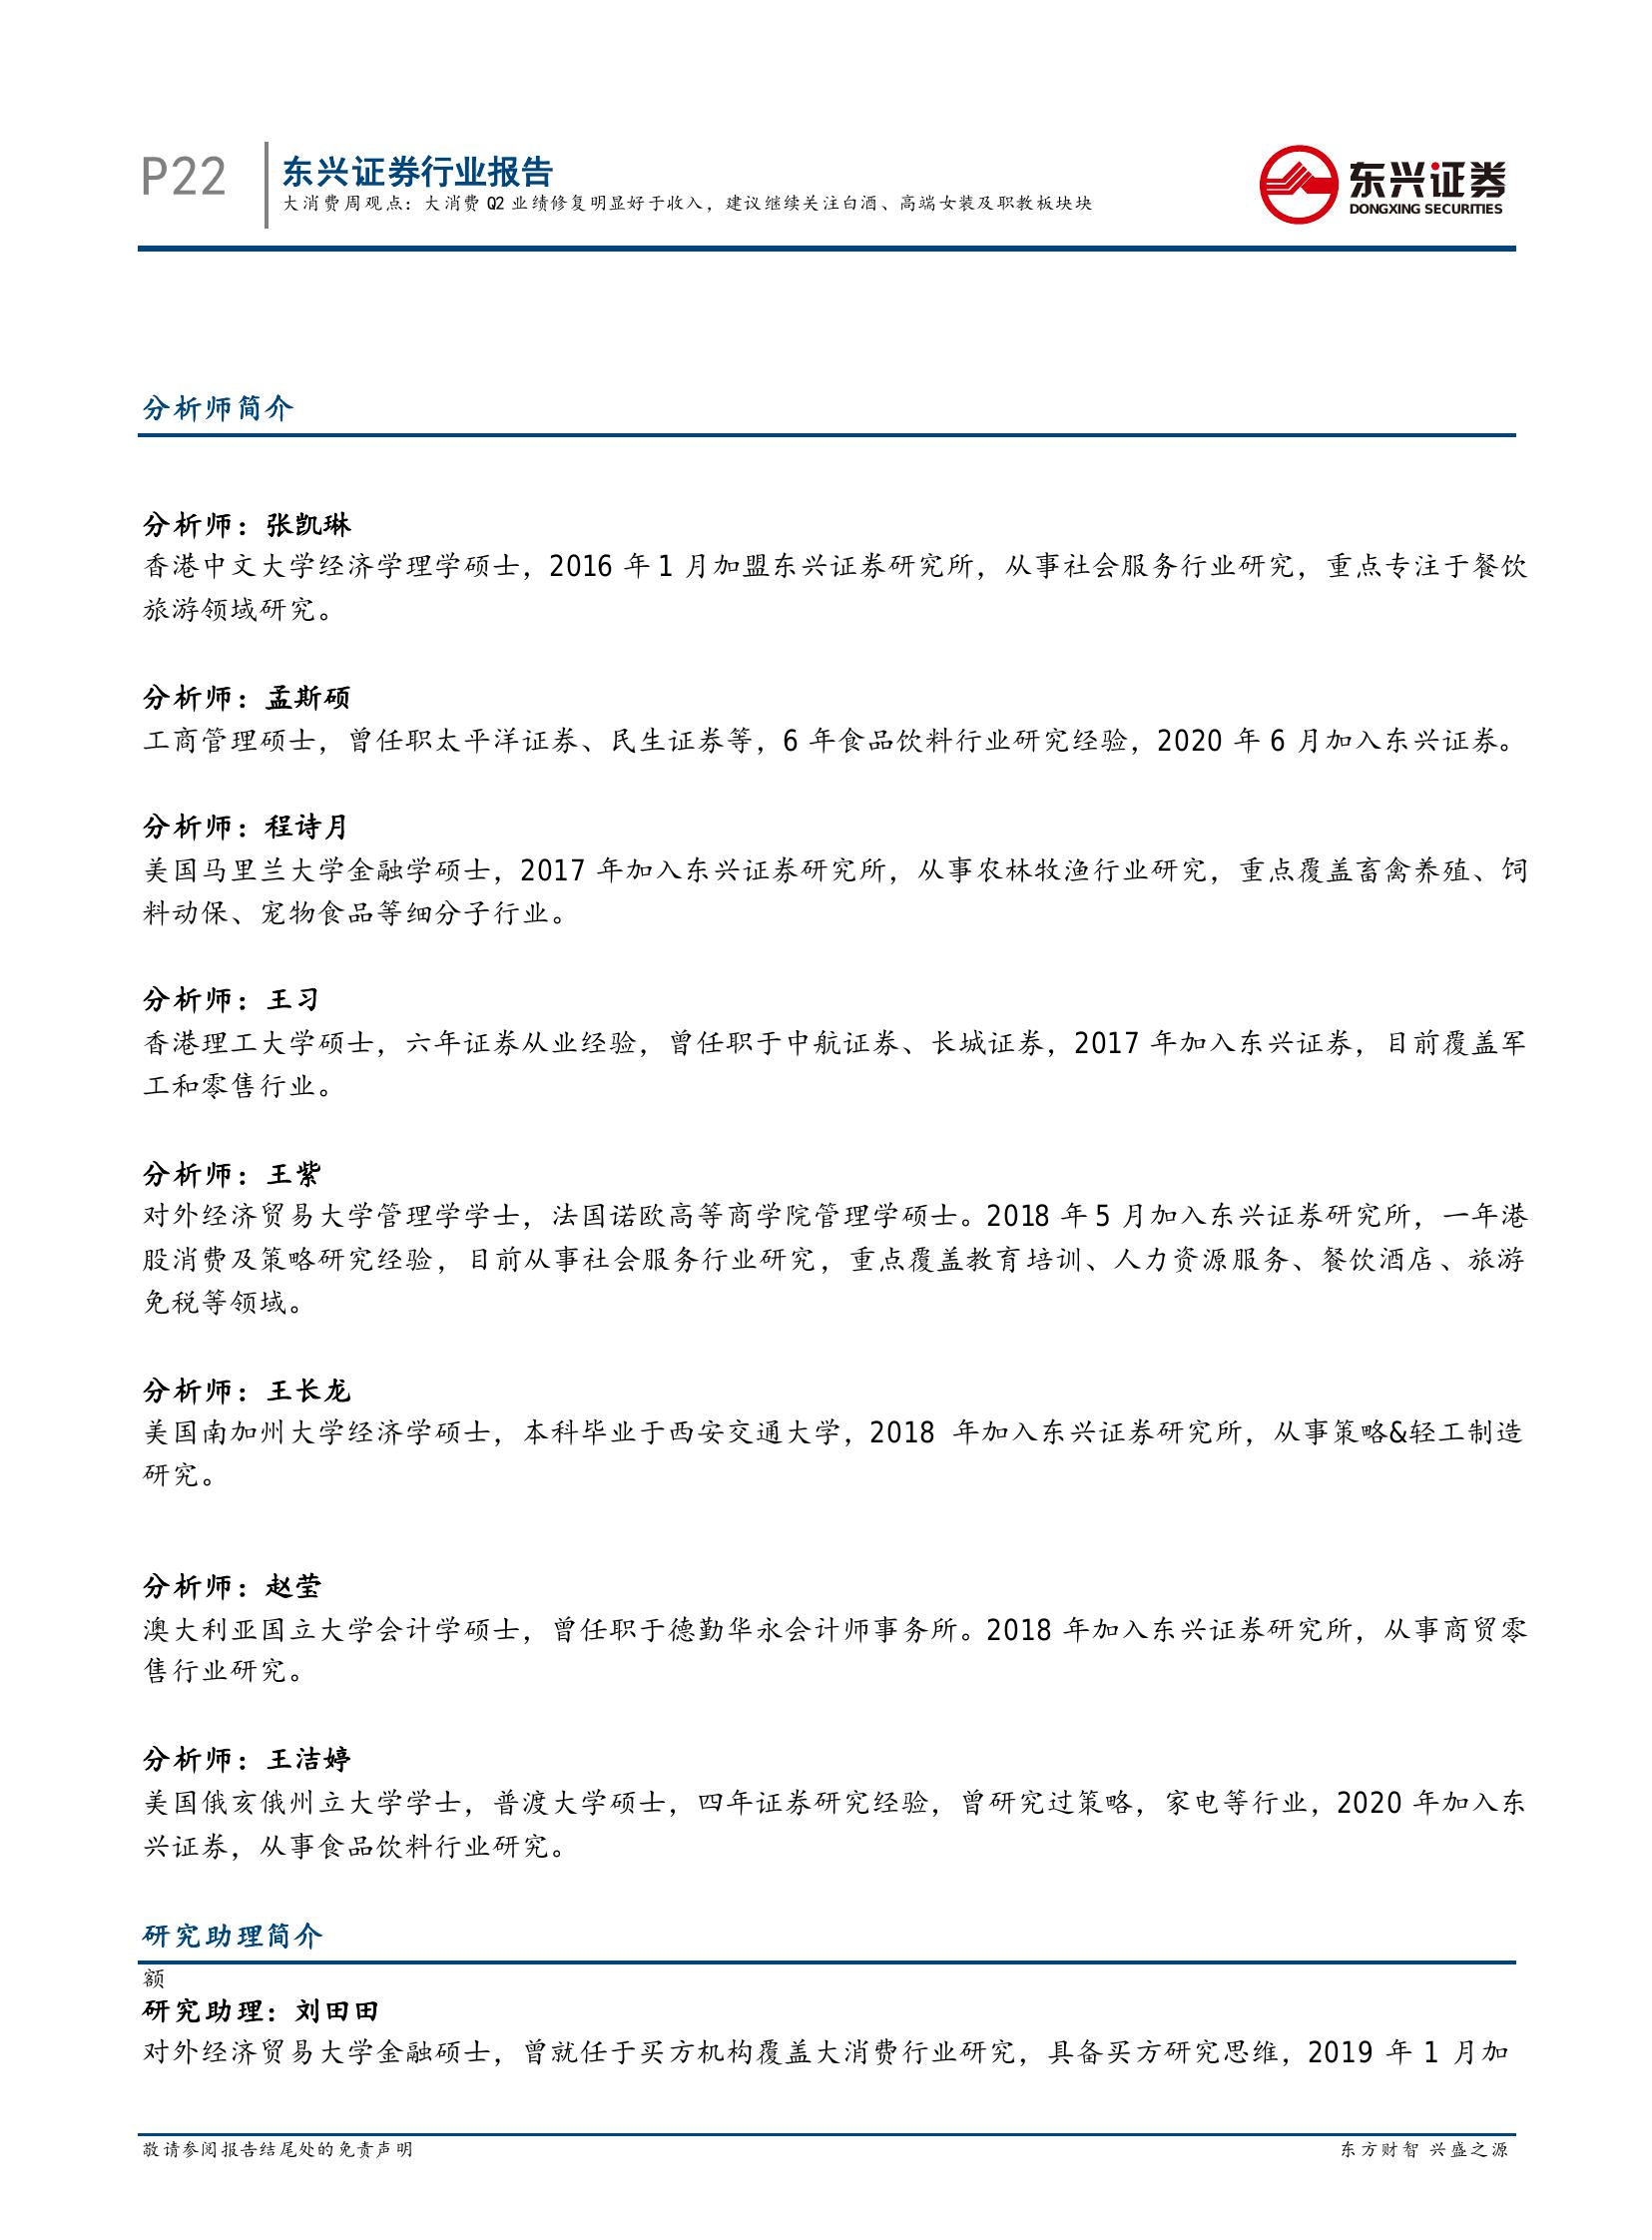 P22
东兴证券行业报告
大消费周观点：大消费 Q2 业绩修复明显好于收入，建议继续关注白酒、高端女装及职教板块块
东兴证券
DONGXING SECURITIES
分析师简介
分析师：张凯琳
香港中文大学经济学理学硕士，2016 年 1 月加盟东兴证券研究所，从事社会服务行业研究，重点专注于餐饮
旅游领域研究。
分析师：孟斯硕
工商管理硕士，曾任职太平洋证券、民生证券等，6 年食品饮料行业研究经验，2020 年 6 月加入东兴证券。
分析师：程诗月
美国马里兰大学金融学硕士，2017 年加入东兴证券研究所，从事农林牧渔行业研究，重点覆盖畜禽养殖、饲
料动保、宠物食品等细分子行业。
分析师：王习
香港理工大学硕士，六年证券从业经验，曾任职于中航证券、长城证券，2017 年加入东兴证券，目前覆盖军
工和零售行业。
分析师：王紫
对外经济贸易大学管理学学士，法国诺欧高等商学院管理学硕士。2018 年 5 月加入东兴证券研究所，一年港
股消费及策略研究经验，目前从事社会服务行业研究，重点覆盖教育培训、人力资源服务、餐饮酒店、旅游
免税等领域。
分析师：王长龙
美国南加州大学经济学硕士，本科毕业于西安交通大学，2018 年加入东兴证券研究所，从事策略&轻工制造
研究。
分析师：赵莹
澳大利亚国立大学会计学硕士，曾任职于德勤华永会计师事务所。2018 年加入东兴证券研究所，从事商贸零
售行业研究。
分析师：王洁婷
美国俄亥俄州立大学学士，普渡大学硕士，四年证券研究经验，曾研究过策略，家电等行业，2020 年加入东
兴证券，从事食品饮料行业研究。
研究助理简介
额
研究助理：刘田田
对外经济贸易大学金融硕士，曾就任于买方机构覆盖大消费行业研究，具备买方研究思维，2019 年 1 月加
敬请参阅报告结尾处的免责声明
东方财智 兴盛之源